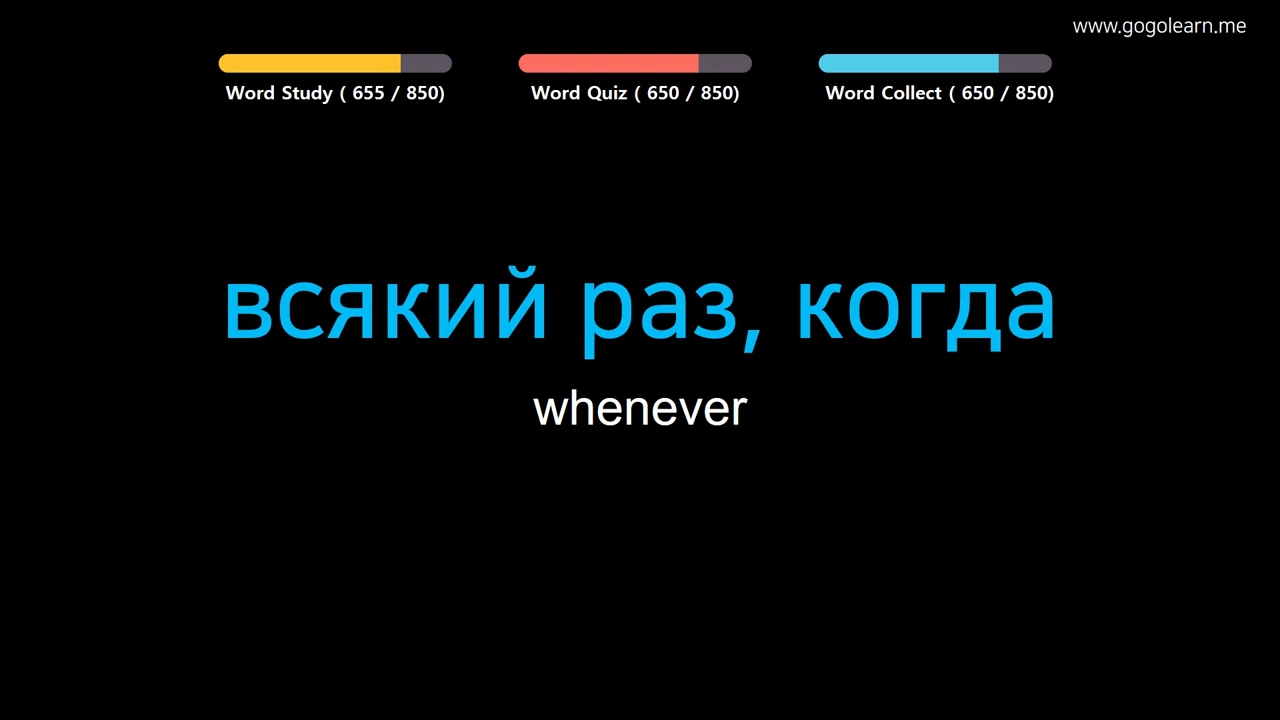 www.gogolearn.me
Word Study ( 655 / 850)
Word Quiz ( 650 / 850)
Word Collect ( 650 / 850)
всякий раз, когда
whenever